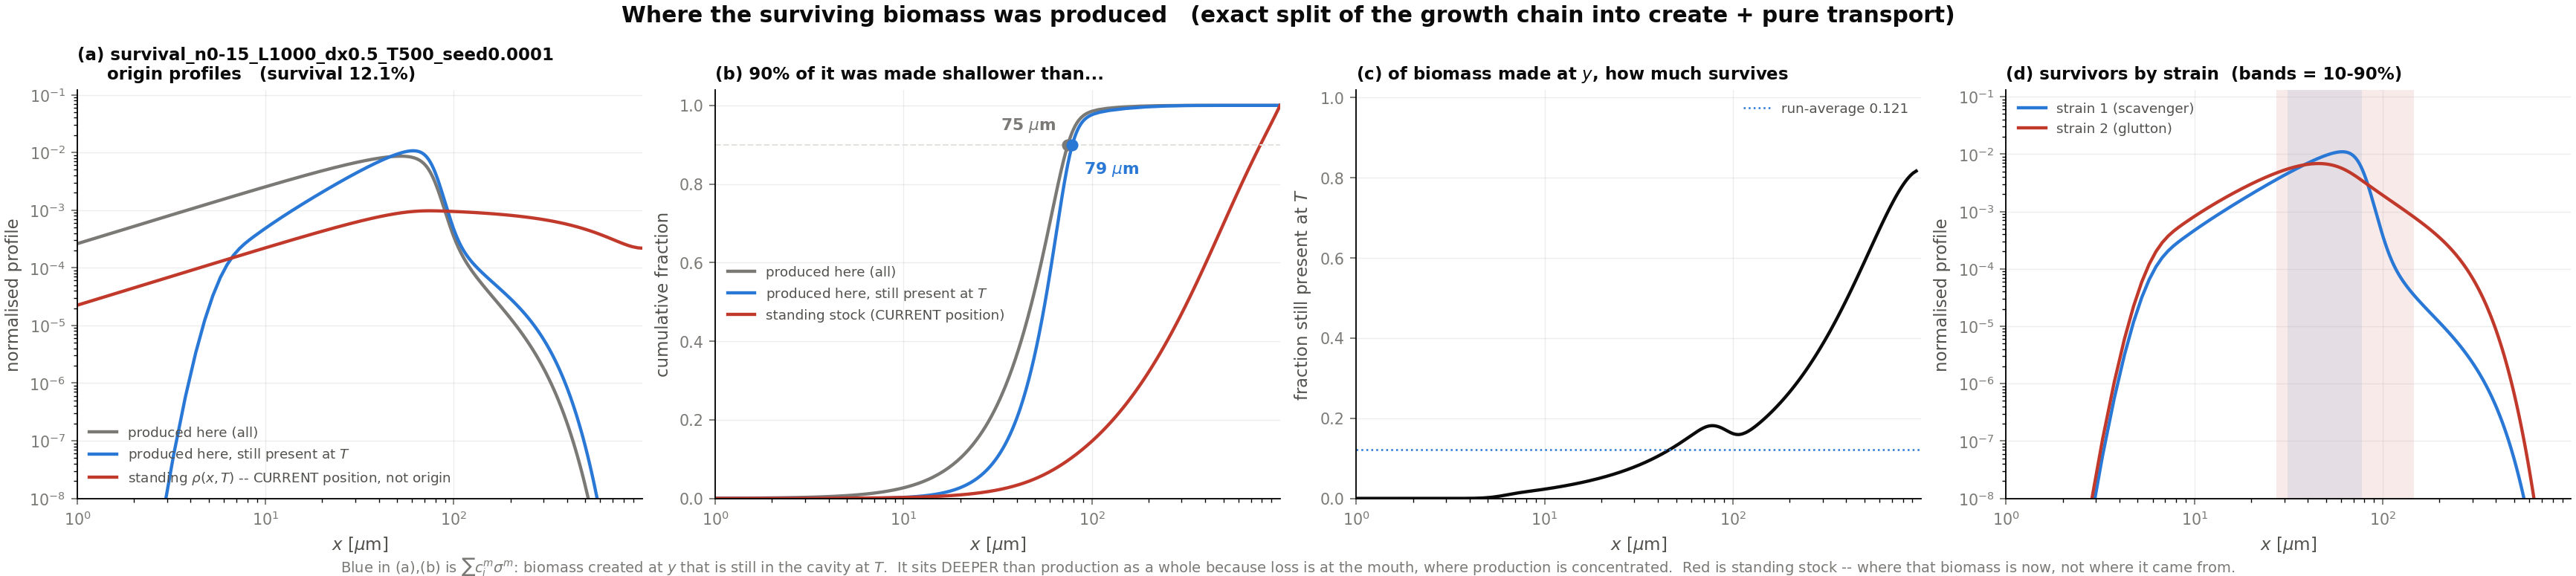 Where the surviving biomass was produced (exact split of the growth chain into create + pure transport)
(a) survival_n0-15_L1000_dx0.5_T500_seed0.0001
origin profiles (survival 12.1%)
10⁻¹
10⁻²
10⁻³
10⁻⁴
10⁻⁵
10⁻⁶
10⁻⁷
10⁻⁸
normalised profile
produced here (all)
produced here, still present at T
standing ρ(x, T) -- CURRENT position, not origin
10⁰
10¹
10²
x [μm]
(b) 90% of it was made shallower than...
1.0
0.8
0.6
0.4
0.2
0.0
cumulative fraction
75 μm
79 μm
produced here (all)
produced here, still present at T
standing stock (CURRENT position)
10⁰
10¹
10²
x [μm]
(c) of biomass made at y, how much survives
1.0
0.8
0.6
0.4
0.2
0.0
fraction still present at T
run-average 0.121
10⁰
10¹
10²
x [μm]
(d) survivors by strain (bands = 10-90%)
10⁻¹
10⁻²
10⁻³
10⁻⁴
10⁻⁵
10⁻⁶
10⁻⁷
10⁻⁸
normalised profile
strain 1 (scavenger)
strain 2 (glutton)
10⁰
10¹
10²
x [μm]
Blue in (a),(b) is ∑cᵢᵐσᵐ: biomass created at y that is still in the cavity at T. It sits DEEPER than production as a whole because loss is at the mouth, where production is concentrated. Red is standing stock -- where that biomass is now, not where it came from.